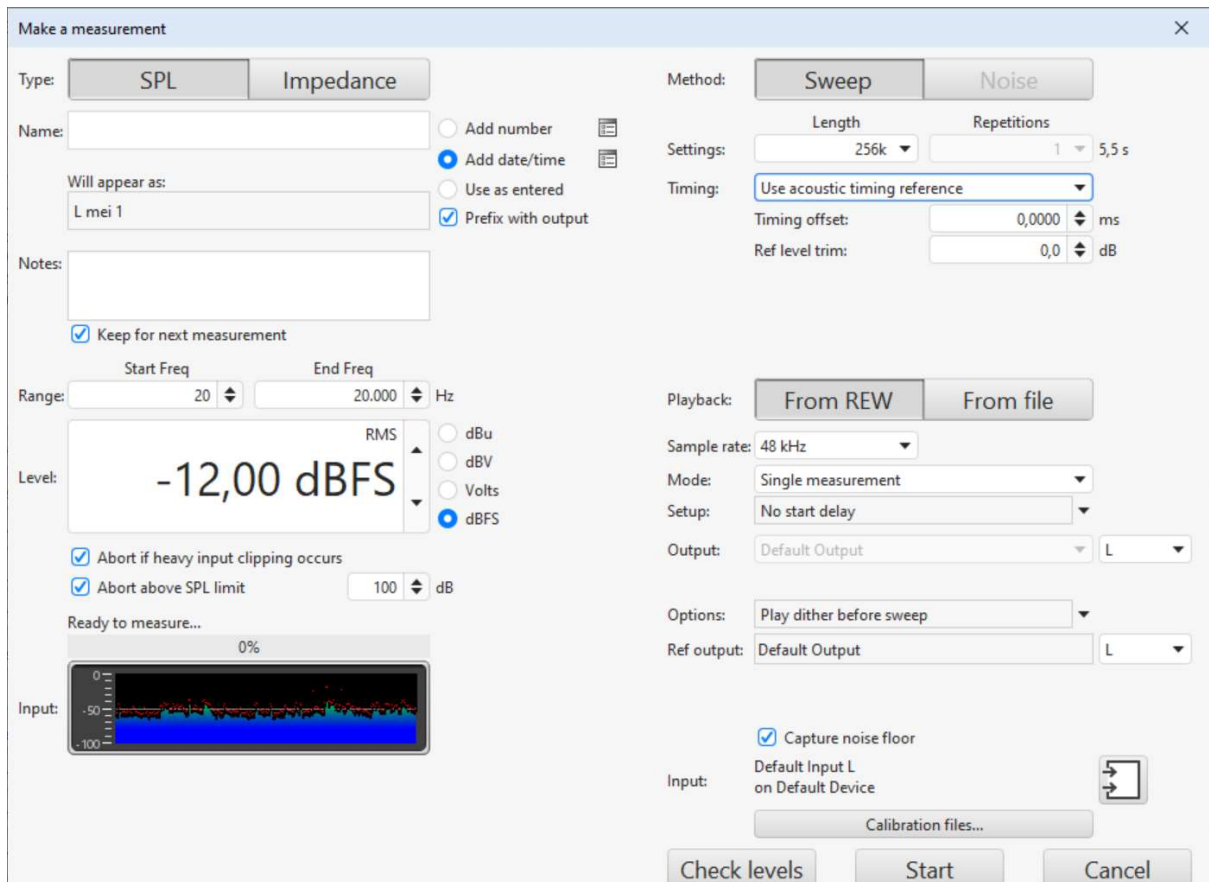 Make a measurement
Type: SPL Impedance
Name:
Add number
Add date/time
Will appear as:
Use as entered
L mei 1
Prefix with output
Notes:
Keep for next measurement
Start Freq End Freq
Range: 20 20.000 Hz
RMS
Level: -12,00 dBFS
dBu
dBV
Volts
dBFS
Abort if heavy input clipping occurs
Abort above SPL limit 100 dB
Ready to measure...
0%
Input:
0
-50
-100
Method: Sweep Noise
Length Repetitions
Settings: 256k 1 5,5 s
Timing: Use acoustic timing reference
Timing offset: 0,0000 ms
Ref level trim: 0,0 dB
Playback: From REW From file
Sample rate: 48 kHz
Mode: Single measurement
Setup: No start delay
Output: Default Output L
Options: Play dither before sweep
Ref output: Default Output L
Capture noise floor
Input: Default Input L
on Default Device
Calibration files...
Check levels Start Cancel